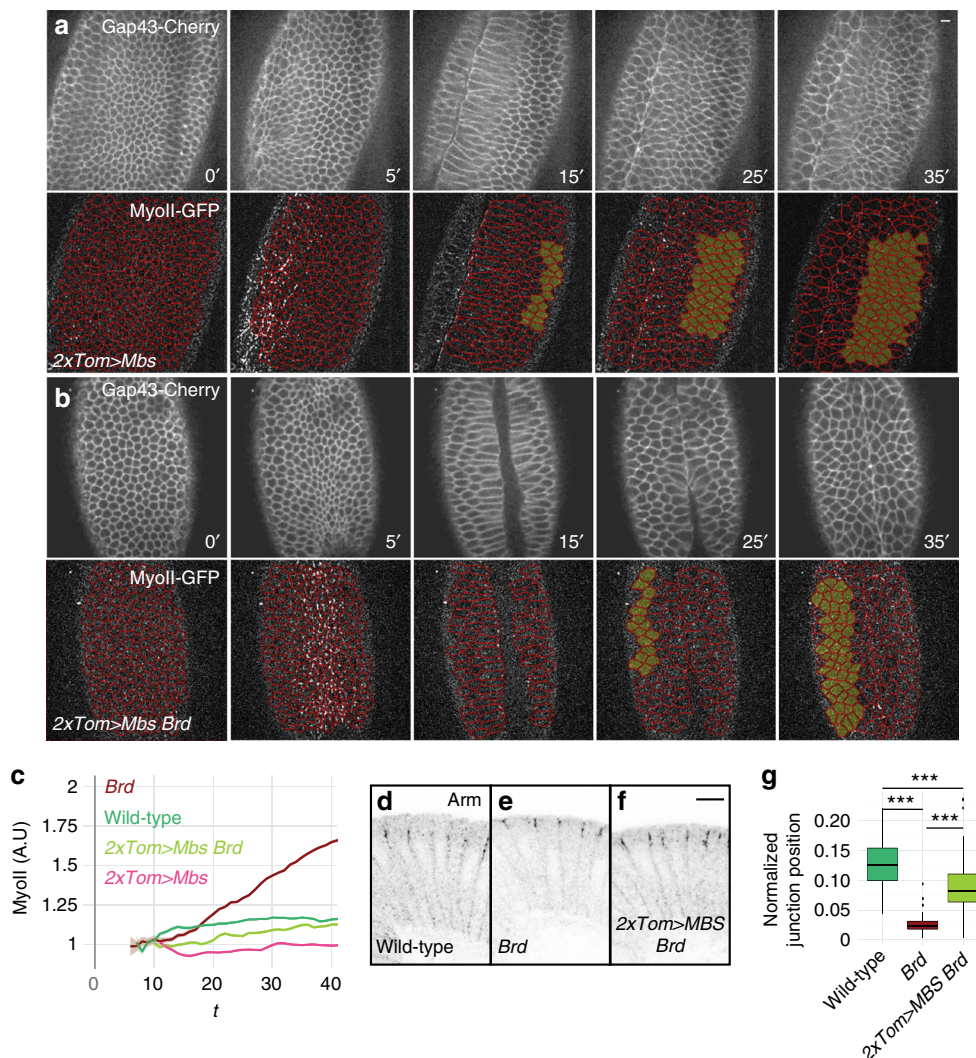 a
Gap43-Cherry
0′
5′
15′
25′
35′
MyoII-GFP
2xTom>Mbs
b
Gap43-Cherry
0′
5′
15′
25′
35′
MyoII-GFP
2xTom>Mbs Brd
c
MyoII (A.U)
2
1.75
1.5
1.25
1
Brd
Wild-type
2xTom>Mbs Brd
2xTom>Mbs
0
10
20
30
40
t
d
Arm
Wild-type
e
Brd
f
2xTom>MBS
Brd
g
Normalized
junction position
0.20
0.15
0.10
0.05
0
***
***
***
Wild-type
Brd
2xTom>MBS Brd